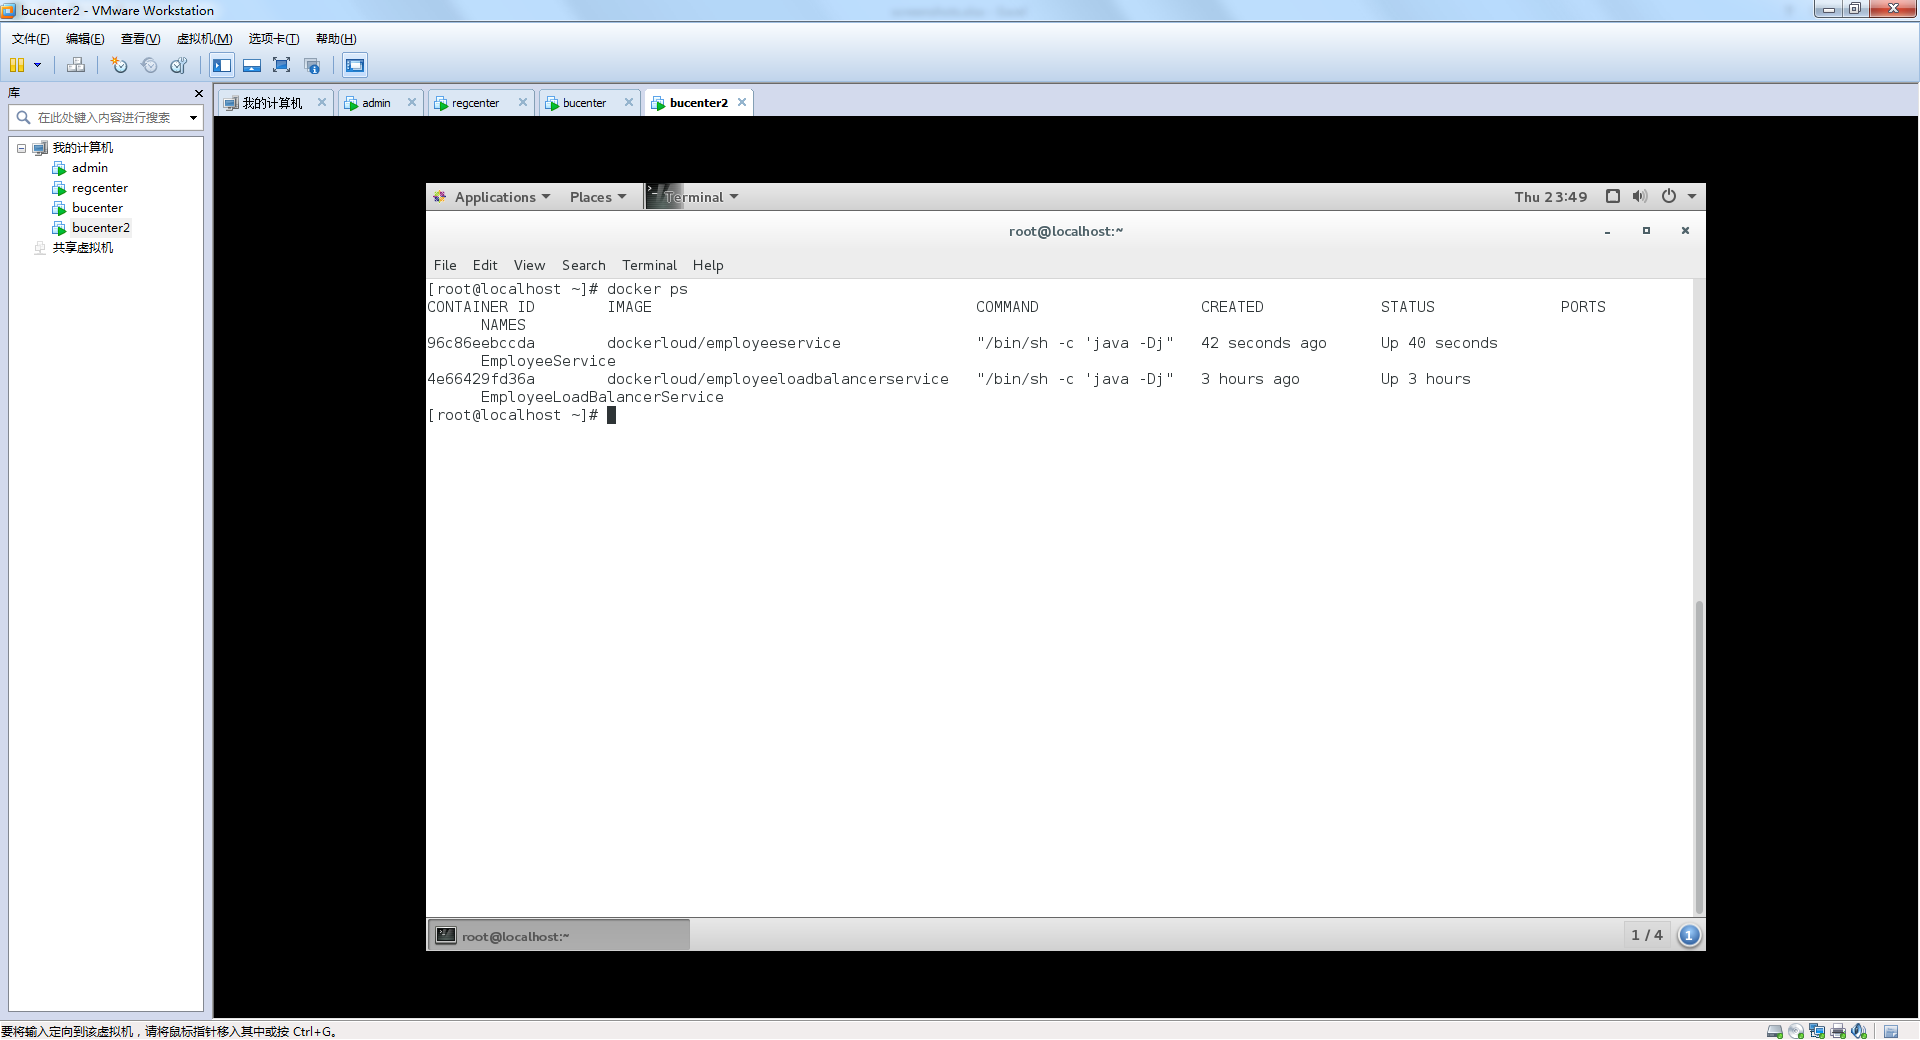 bucenter2 - VMware Workstation
文件(F) 编辑(E) 查看(V) 虚拟机(M) 选项卡(T) 帮助(H)
库
在此处键入内容进行搜索
我的计算机
admin
regcenter
bucenter
bucenter2
共享虚拟机
我的计算机 admin regcenter bucenter bucenter2
Applications Places Terminal Thu 23:49
root@localhost:~
File Edit View Search Terminal Help
[root@localhost ~]# docker ps
CONTAINER ID IMAGE COMMAND CREATED STATUS PORTS
NAMES
96c86eebccda dockerloud/employeeservice "/bin/sh -c 'java -Dj" 42 seconds ago Up 40 seconds
EmployeeService
4e66429fd36a dockerloud/employeeloadbalancerservice "/bin/sh -c 'java -Dj" 3 hours ago Up 3 hours
EmployeeLoadBalancerService
[root@localhost ~]#
root@localhost:~ 1 / 4 1
要将输入定向到该虚拟机，请将鼠标指针移入其中或按 Ctrl+G。